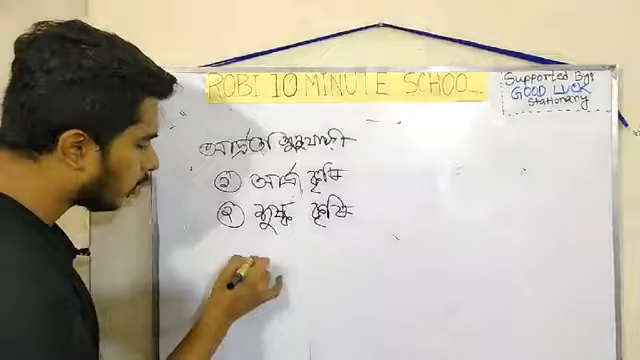 ROBI 10 MINUTE SCHOOL
Supported By:
GOOD LUCK
Stationary
আর্দ্রতা অনুযায়ী
১ আর্দ্র কৃষি
২ শুষ্ক কৃষি